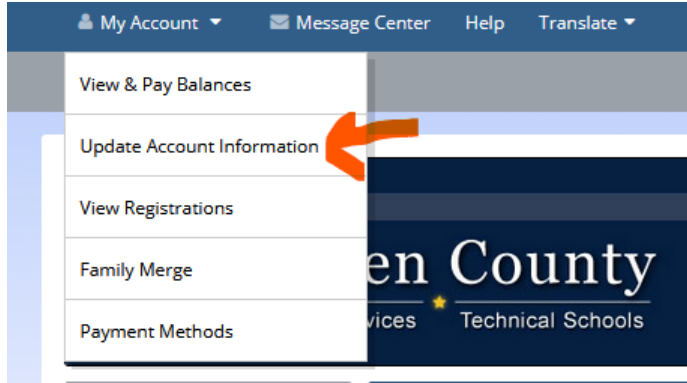 My Account Message Center Help Translate
View & Pay Balances
Update Account Information
View Registrations
Family Merge
en County
vices Technical Schools
Payment Methods